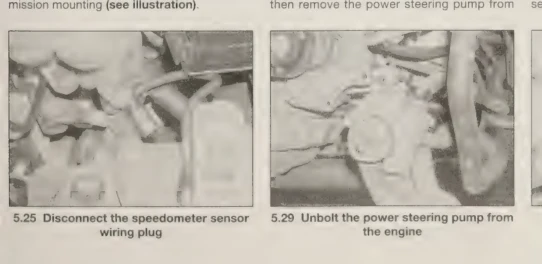 mission mounting (see illustration).
then remove the power steering pump from
se
5.25 Disconnect the speedometer sensor
wiring plug
5.29 Unbolt the power steering pump from
the engine